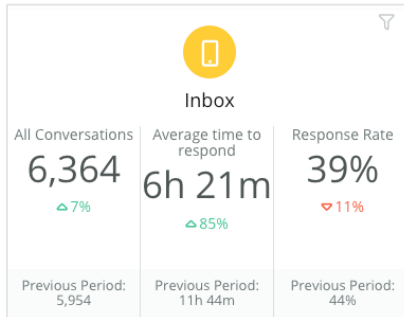 Inbox
All Conversations
6,364
7%
Previous Period:
5,954
Average time to
respond
6h 21m
85%
Previous Period:
11h 44m
Response Rate
39%
11%
Previous Period:
44%